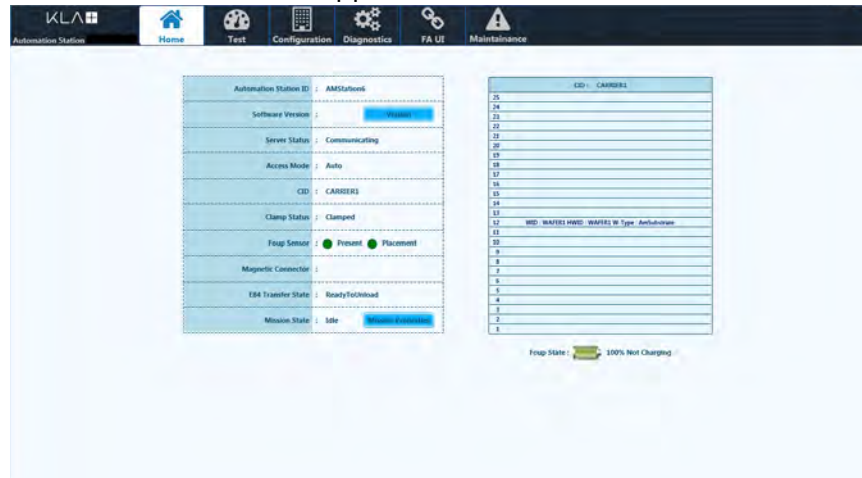 KLA
Automation Station
Home
Test
Configuration
Diagnostics
FA UI
Maintainance
Automation Station ID : AMStation6
Software Version : Version
Server Status : Communicating
Access Mode : Auto
CID : CARRIER1
Clamp Status : Clamped
Foup Sensor : Present Placement
Magnetic Connector :
E84 Transfer State : ReadyToUnload
Mission State : Idle Mission Execution
CID : CARRIER1
25
24
23
22
21
20
19
18
17
16
15
14
13
12 WID : WAFER1 HWID : WAFER1 W-Type : AmSubstrate
11
10
9
8
7
6
5
4
3
2
1
Foup State : 100% Not Charging